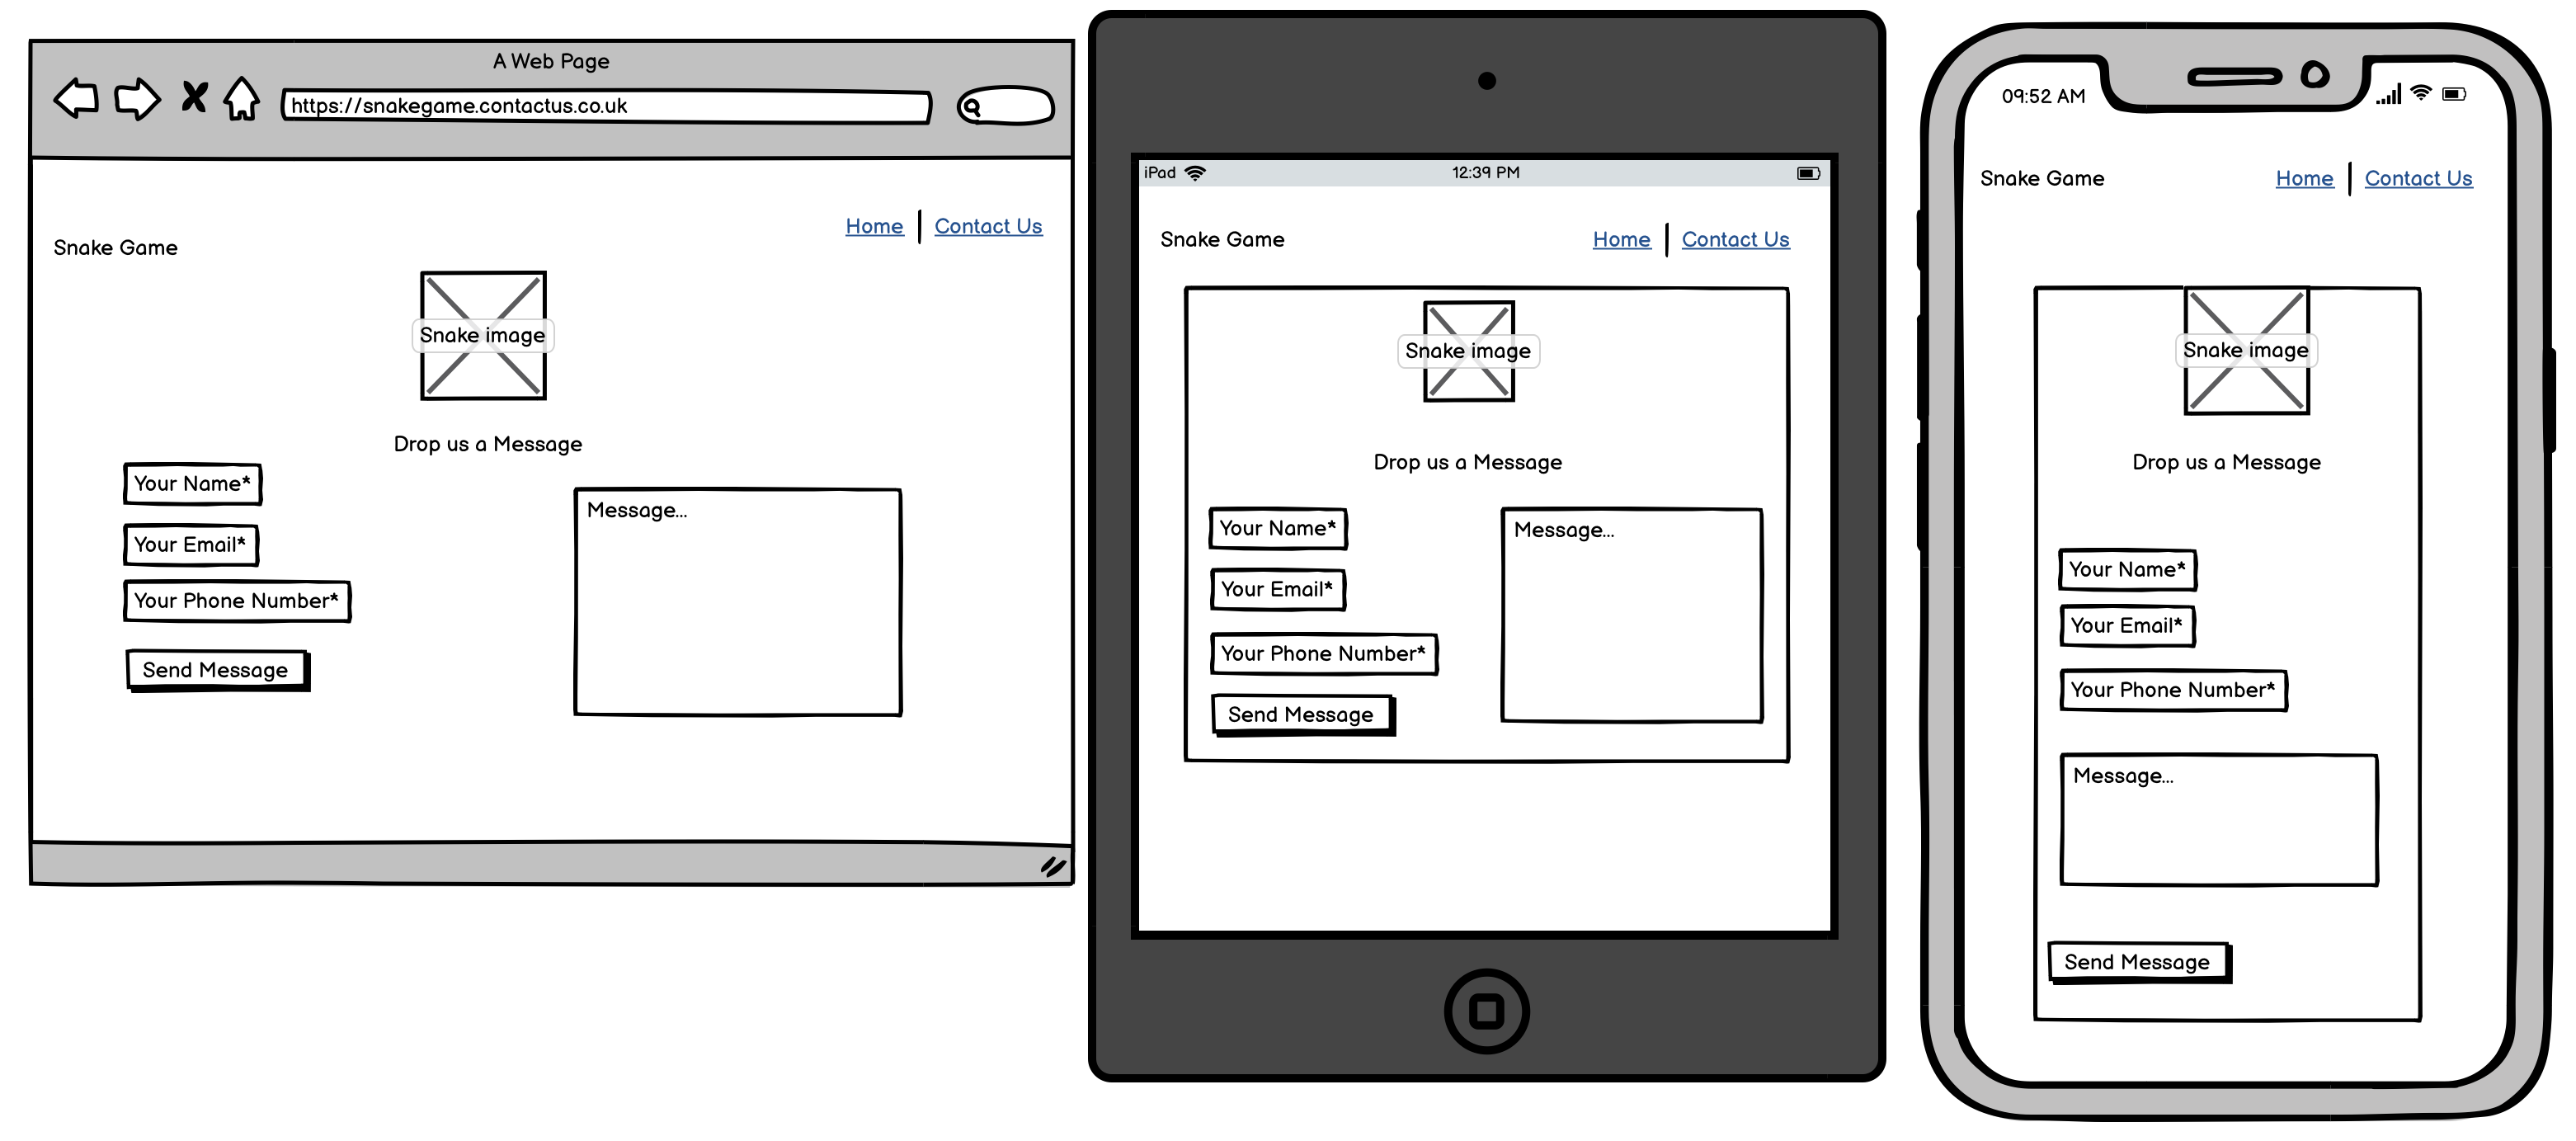 A Web Page
https://snakegame.contactus.co.uk
Home | Contact Us
Snake Game
Snake image
Drop us a Message
Your Name*
Your Email*
Your Phone Number*
Send Message
Message...
iPad 12:39 PM
Snake Game Home | Contact Us
Snake image
Drop us a Message
Your Name*
Your Email*
Your Phone Number*
Send Message
Message...
09:52 AM
Snake Game Home | Contact Us
Snake image
Drop us a Message
Your Name*
Your Email*
Your Phone Number*
Message...
Send Message